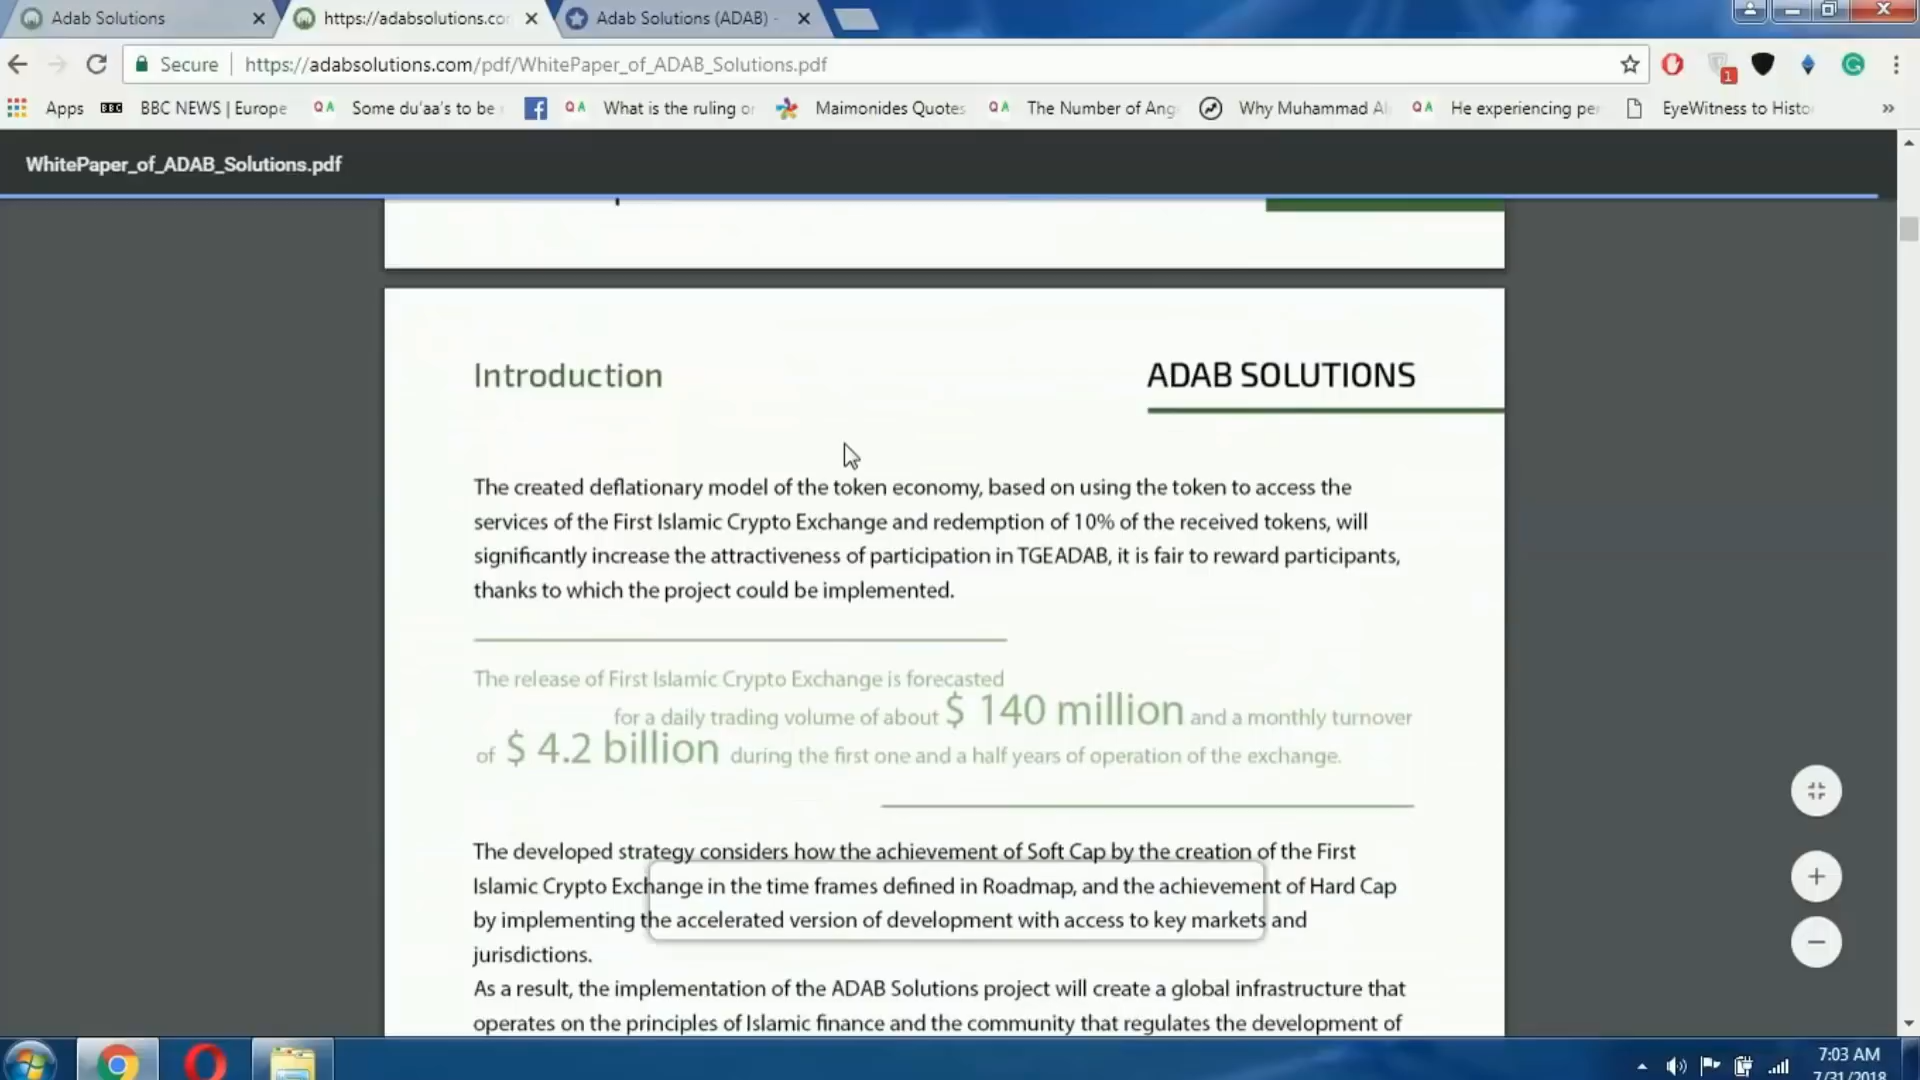 Adab Solutions
https://adabsolutions.co
Adab Solutions (ADAB) -
Secure
https://adabsolutions.com/pdf/WhitePaper_of_ADAB_Solutions.pdf
1
Apps
BBC
BBC NEWS | Europe
QA
Some du'aa's to be
QA
What is the ruling or
Maimonides Quotes
QA
The Number of Ang
Why Muhammad Al
QA
He experiencing pe
EyeWitness to Histo
»
WhitePaper_of_ADAB_Solutions.pdf
Introduction
ADAB SOLUTIONS
The created deflationary model of the token economy, based on using the token to access the
services of the First Islamic Crypto Exchange and redemption of 10% of the received tokens, will
significantly increase the attractiveness of participation in TGEADAB, it is fair to reward participants,
thanks to which the project could be implemented.
The release of First Islamic Crypto Exchange is forecasted
for a daily trading volume of about $ 140 million and a monthly turnover
of $ 4.2 billion during the first one and a half years of operation of the exchange.
The developed strategy considers how the achievement of Soft Cap by the creation of the First
Islamic Crypto Exchange in the time frames defined in Roadmap, and the achievement of Hard Cap
by implementing the accelerated version of development with access to key markets and
jurisdictions.
As a result, the implementation of the ADAB Solutions project will create a global infrastructure that
operates on the principles of Islamic finance and the community that regulates the development of
7:03 AM
7/31/2018